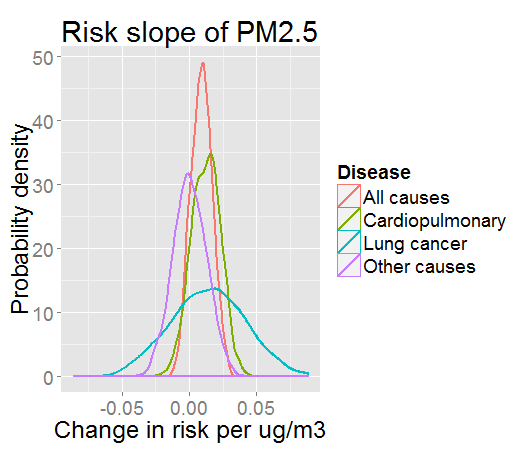 Risk slope of PM2.5
50
40
30
20
10
0
Probability density
-0.05 0.00 0.05
Change in risk per ug/m3
Disease
All causes
Cardiopulmonary
Lung cancer
Other causes